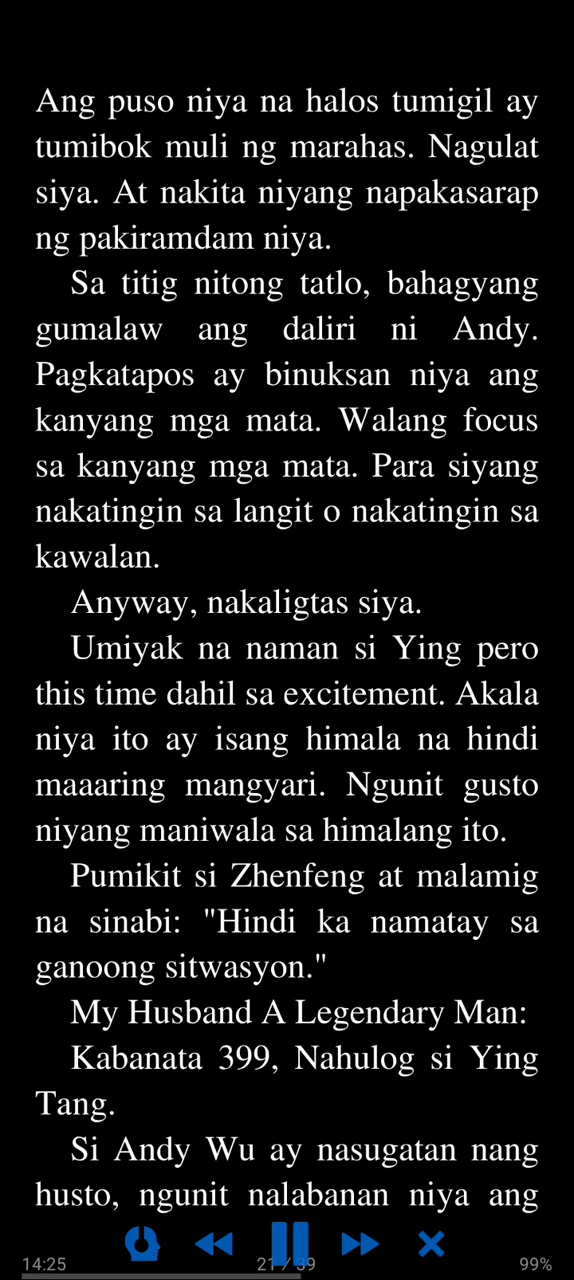 Ang puso niya na halos tumigil ay
tumibok muli ng marahas. Nagulat
siya. At nakita niyang napakasarap
ng pakiramdam niya.
Sa titig nitong tatlo, bahagyang
gumalaw ang daliri ni Andy.
Pagkatapos ay binuksan niya ang
kanyang mga mata. Walang focus
sa kanyang mga mata. Para siyang
nakatingin sa langit o nakatingin sa
kawalan.
Anyway, nakaligtas siya.
Umiyak na naman si Ying pero
this time dahil sa excitement. Akala
niya ito ay isang himala na hindi
maaaring mangyari. Ngunit gusto
niyang maniwala sa himalang ito.
Pumikit si Zhenfeng at malamig
na sinabi: "Hindi ka namatay sa
ganoong sitwasyon."
My Husband A Legendary Man:
Kabanata 399, Nahulog si Ying
Tang.
Si Andy Wu ay nasugatan nang
husto, ngunit nalabanan niya ang
14:25 21 / 39 99%